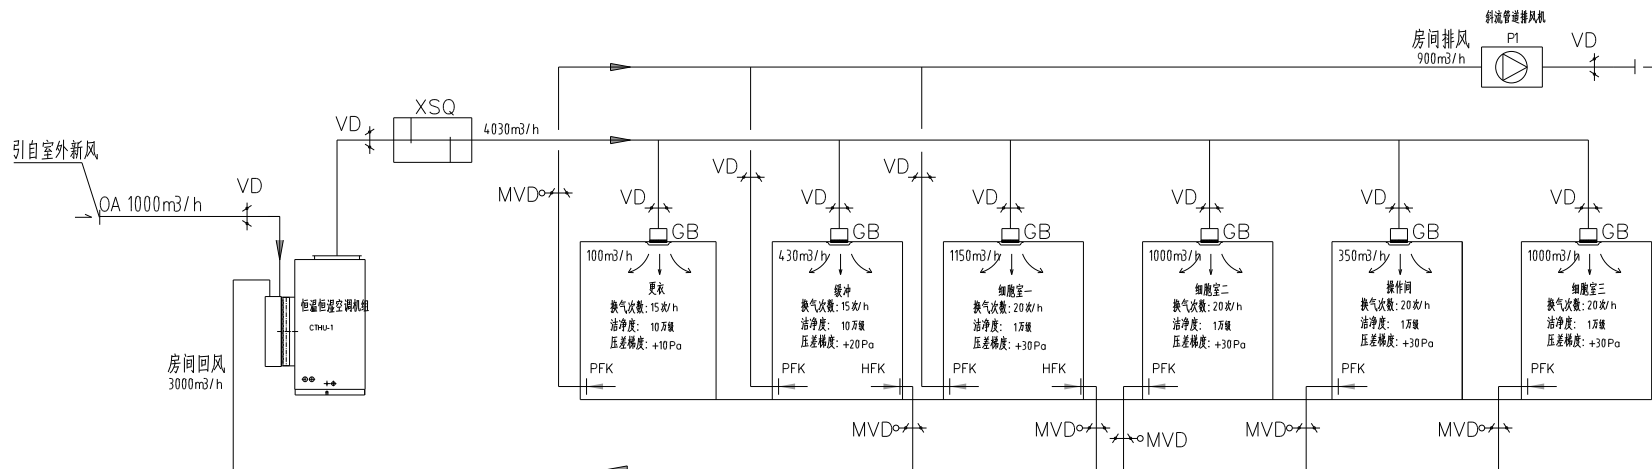 斜流管道排风机
P1
VD
房间排风
900m3/h
XSQ
VD
4030m3/h
引自室外新风
VD
OA 1000m3/h
MVD
VD
VD
VD
VD
VD
VD
VD
VD
GB
GB
GB
GB
GB
GB
100m3/h
430m3/h
1150m3/h
1000m3/h
350m3/h
1000m3/h
恒温恒湿空调机组
CTHU-1
房间回风
3000m3/h
更衣
换气次数: 15次/h
洁净度: 10万级
压差梯度: +10Pa
缓冲
换气次数: 15次/h
洁净度: 10万级
压差梯度: +20Pa
细胞室一
换气次数: 20次/h
洁净度: 1万级
压差梯度: +30Pa
细胞室二
换气次数: 20次/h
洁净度: 1万级
压差梯度: +30Pa
操作间
换气次数: 20次/h
洁净度: 1万级
压差梯度: +30Pa
细胞室三
换气次数: 20次/h
洁净度: 1万级
压差梯度: +30Pa
PFK
PFK
HFK
PFK
HFK
PFK
PFK
PFK
MVD
MVD
MVD
MVD
MVD